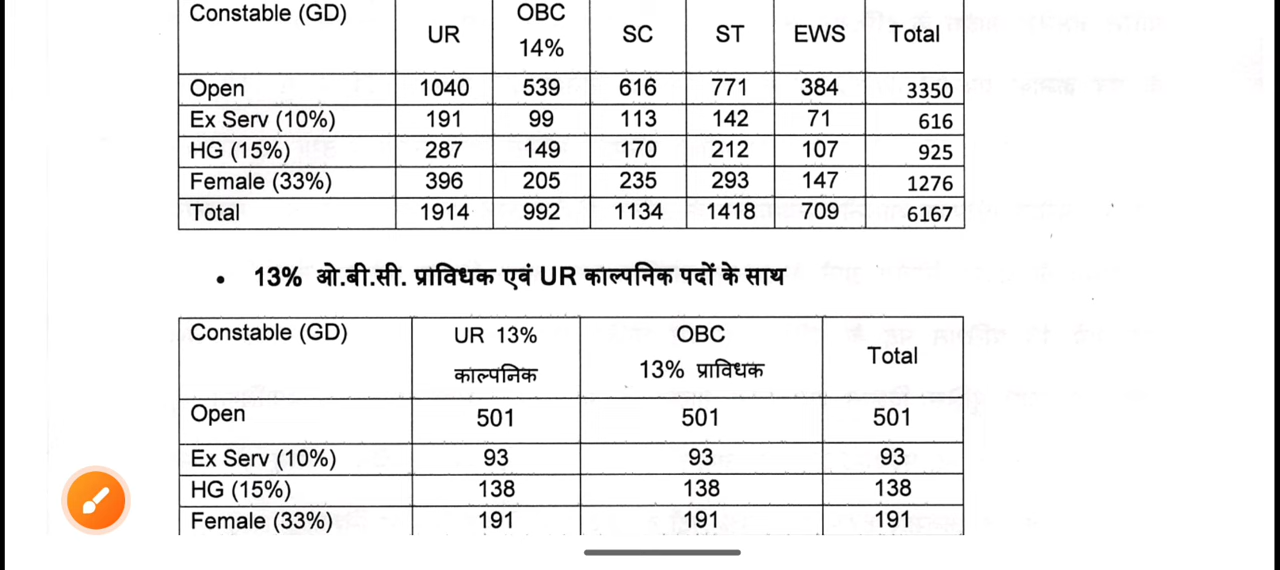 Constable (GD) UR OBC 14% SC ST EWS Total
Open 1040 539 616 771 384 3350
Ex Serv (10%) 191 99 113 142 71 616
HG (15%) 287 149 170 212 107 925
Female (33%) 396 205 235 293 147 1276
Total 1914 992 1134 1418 709 6167
• 13% ओ.बी.सी. प्राविधक एवं UR काल्पनिक पदों के साथ
Constable (GD) UR 13% काल्पनिक OBC 13% प्राविधक Total
Open 501 501 501
Ex Serv (10%) 93 93 93
HG (15%) 138 138 138
Female (33%) 191 191 191